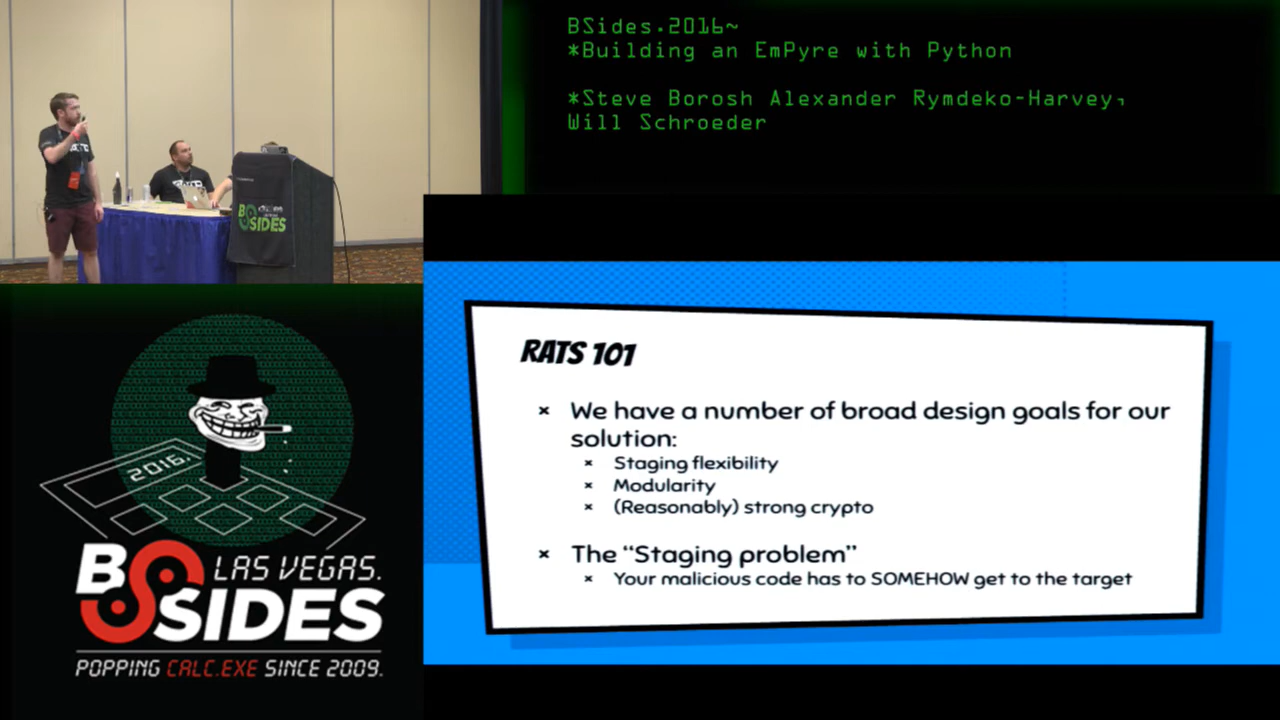 BSides.2016~
*Building an EmPyre with Python
*Steve Borosh Alexander Rymdeko-Harvey,
Will Schroeder
BSIDES
RATS 101
× We have a number of broad design goals for our
solution:
× Staging flexibility
× Modularity
× (Reasonably) strong crypto
× The “Staging problem”
× Your malicious code has to SOMEHOW get to the target
2016.
BSIDES
LAS VEGAS.
POPPING CALC.EXE SINCE 2009.